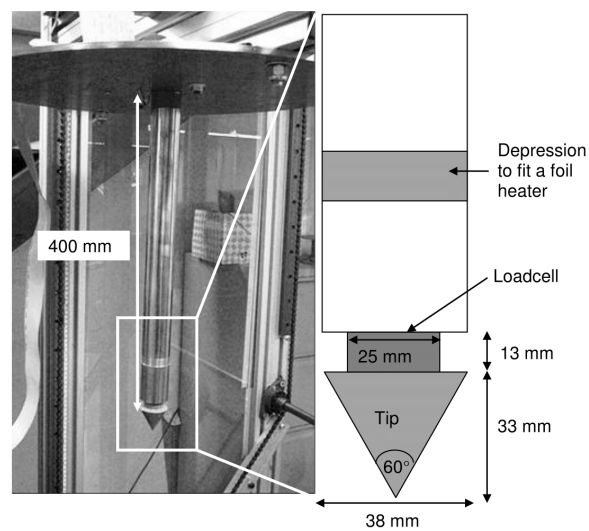 Depression
to fit a foil
heater
400 mm
Loadcell
25 mm
13 mm
Tip
33 mm
60°
38 mm